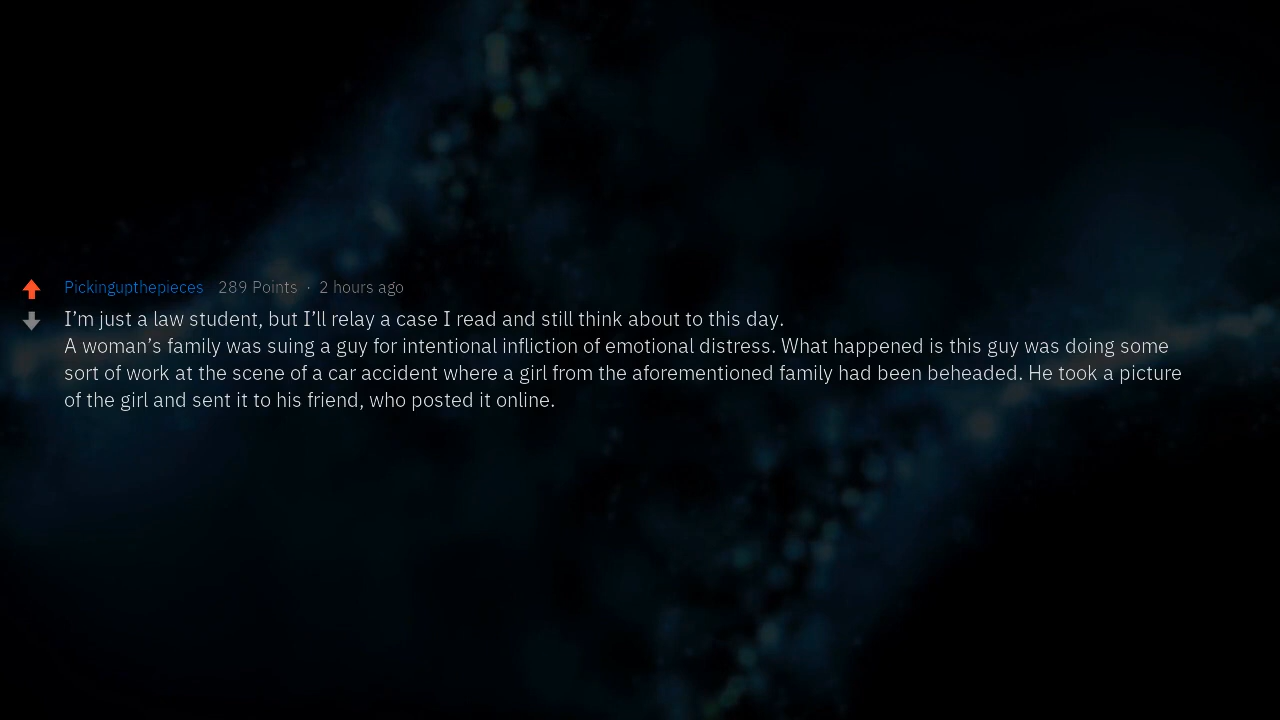 Pickingupthepieces 289 Points · 2 hours ago
I’m just a law student, but I’ll relay a case I read and still think about to this day.
A woman’s family was suing a guy for intentional infliction of emotional distress. What happened is this guy was doing some
sort of work at the scene of a car accident where a girl from the aforementioned family had been beheaded. He took a picture
of the girl and sent it to his friend, who posted it online.